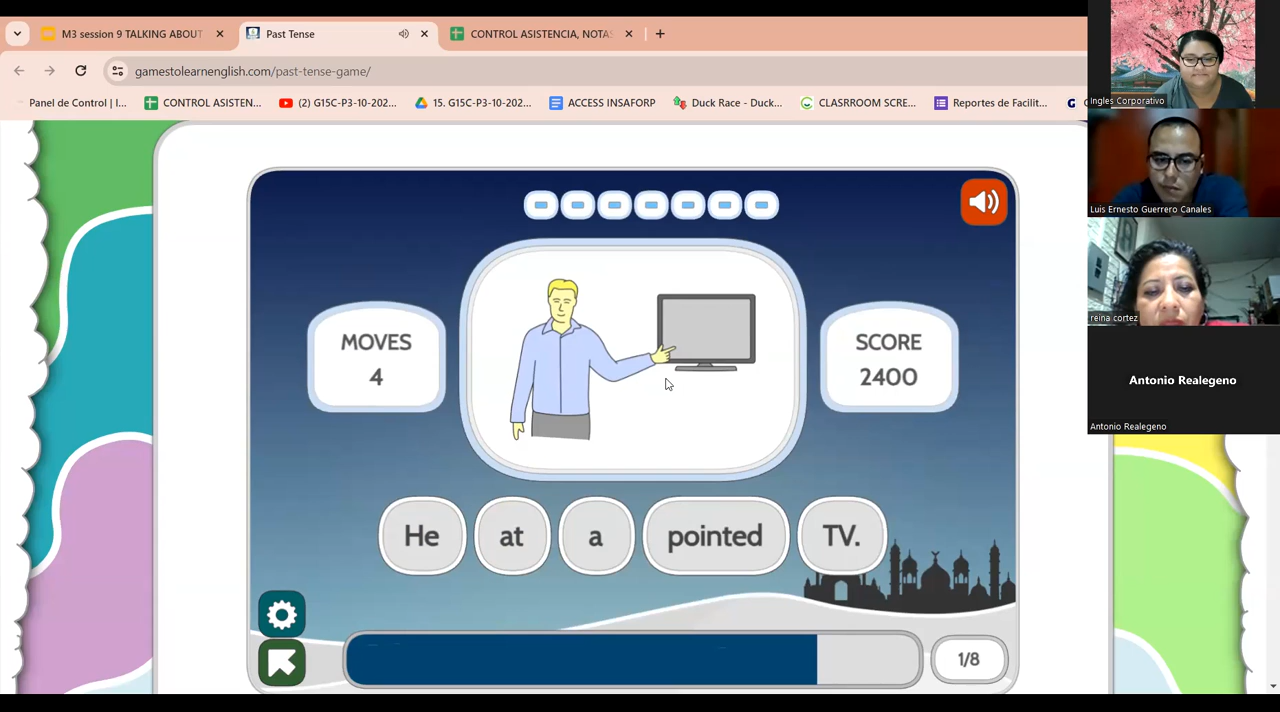 M3 session 9 TALKING ABOUT
Past Tense
CONTROL ASISTENCIA, NOTAS
gamestolearnenglish.com/past-tense-game/
Panel de Control | I...
CONTROL ASISTEN...
(2) G15C-P3-10-202...
15. G15C-P3-10-202...
ACCESS INSAFORP
Duck Race - Duck...
CLASRROOM SCRE...
Reportes de Facilit...
Ingles Corporativo
Luis Ernesto Guerrero Canales
reina cortez
Antonio Realegeno
Antonio Realegeno
MOVES
4
SCORE
2400
He at a pointed TV.
1/8